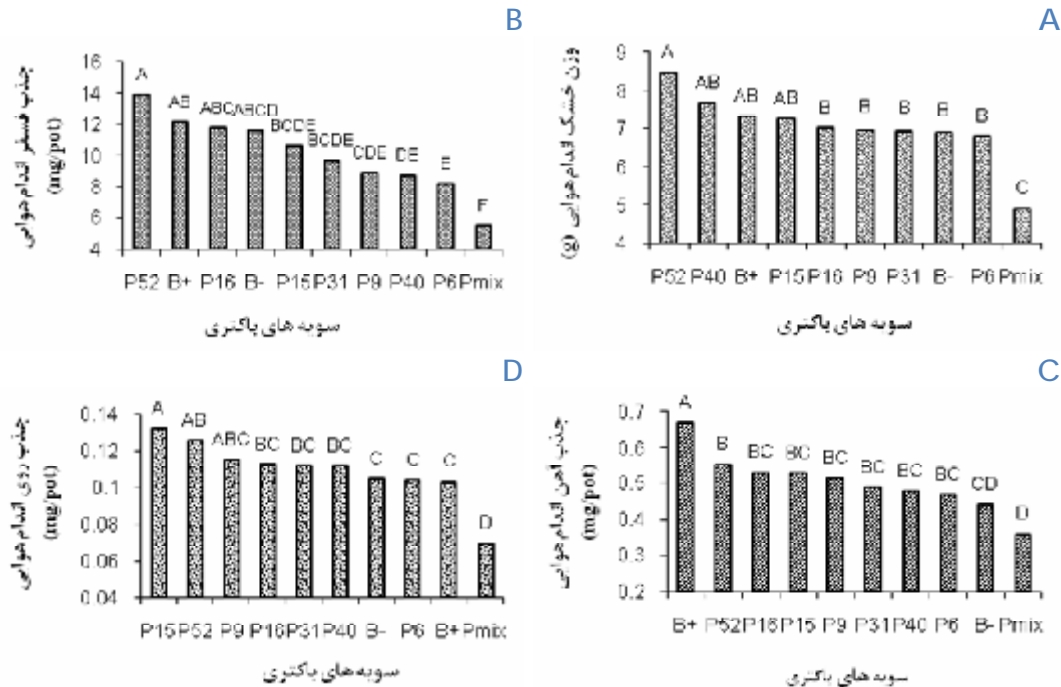 B
A
جذب فسفر اندام هوایی
(mg/pot)
16
14
12
10
8
6
4
A
AB
ABC
ABCD
BCDE
BCDE
CDE
DE
E
F
P52 B+ P16 B- P15 P31 P9 P40 P6 Pmix
سویه های باکتری
وزن خشک اندام هوایی (g)
9
8
7
6
5
4
A
AB
AB
AB
B
B
B
B
B
C
P52 P40 B+ P15 P16 P9 P31 B- P6 Pmix
سویه های باکتری
D
C
جذب روی اندام هوایی
(mg/pot)
0.14
0.12
0.1
0.08
0.06
0.04
A
AB
ABC
BC
BC
BC
C
C
C
D
P15 P52 P9 P16 P31 P40 B- P6 B+ Pmix
سویه های باکتری
جذب آهن اندام هوایی
(mg/pot)
0.7
0.6
0.5
0.4
0.3
0.2
A
B
BC
BC
BC
BC
BC
BC
CD
D
B+ P52 P16 P15 P9 P31 P40 P6 B- Pmix
سویه های باکتری